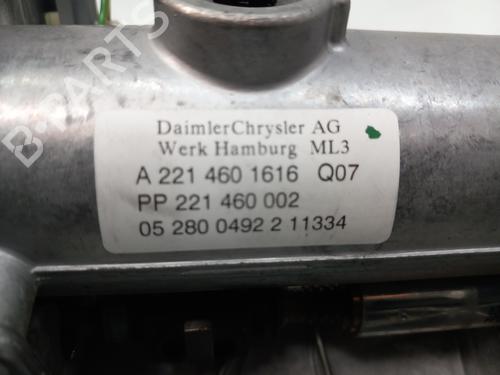 DaimlerChrysler AG
Werk Hamburg ML3
A 221 460 1616 Q07
PP 221 460 002
05 280 0492 2 11334